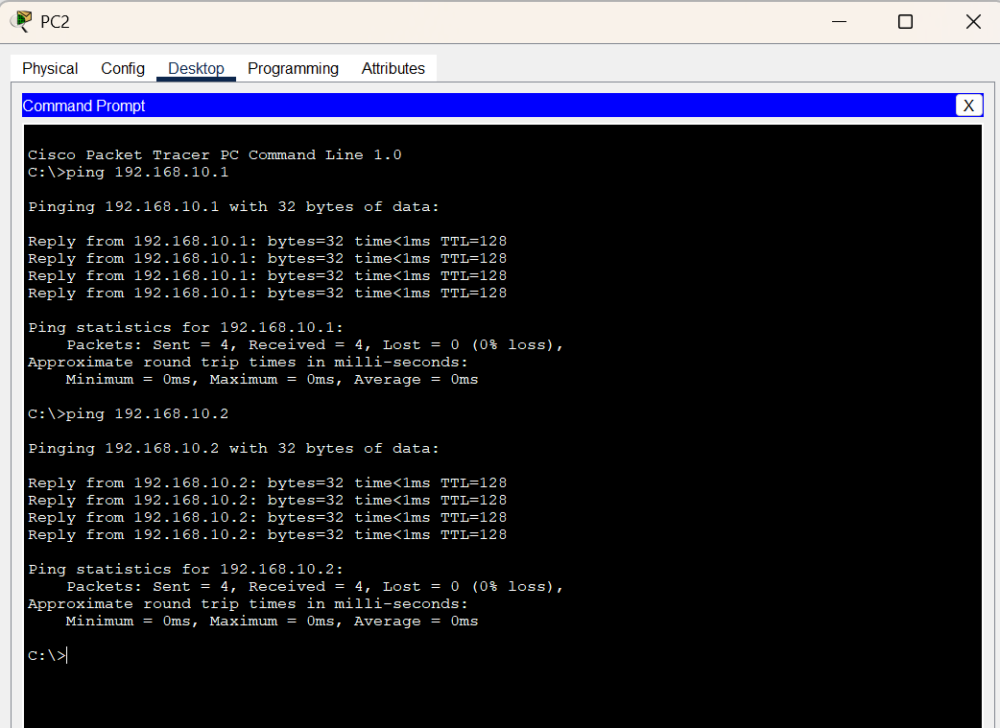 PC2
Physical Config Desktop Programming Attributes
Command Prompt
X
Cisco Packet Tracer PC Command Line 1.0
C:\>ping 192.168.10.1
Pinging 192.168.10.1 with 32 bytes of data:
Reply from 192.168.10.1: bytes=32 time<1ms TTL=128
Reply from 192.168.10.1: bytes=32 time<1ms TTL=128
Reply from 192.168.10.1: bytes=32 time<1ms TTL=128
Reply from 192.168.10.1: bytes=32 time<1ms TTL=128
Ping statistics for 192.168.10.1:
Packets: Sent = 4, Received = 4, Lost = 0 (0% loss),
Approximate round trip times in milli-seconds:
Minimum = 0ms, Maximum = 0ms, Average = 0ms
C:\>ping 192.168.10.2
Pinging 192.168.10.2 with 32 bytes of data:
Reply from 192.168.10.2: bytes=32 time<1ms TTL=128
Reply from 192.168.10.2: bytes=32 time<1ms TTL=128
Reply from 192.168.10.2: bytes=32 time<1ms TTL=128
Reply from 192.168.10.2: bytes=32 time<1ms TTL=128
Ping statistics for 192.168.10.2:
Packets: Sent = 4, Received = 4, Lost = 0 (0% loss),
Approximate round trip times in milli-seconds:
Minimum = 0ms, Maximum = 0ms, Average = 0ms
C:\>